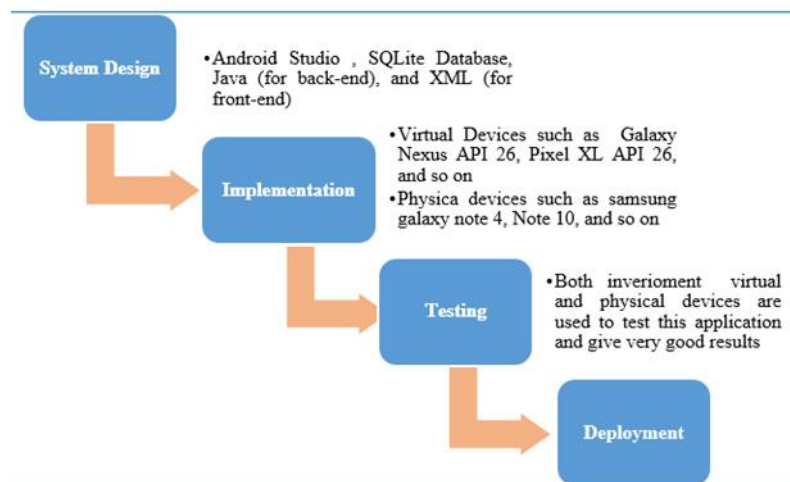 System Design
•Android Studio , SQLite Database,
Java (for back-end), and XML (for
front-end)
Implementation
•Virtual Devices such as Galaxy
Nexus API 26, Pixel XL API 26,
and so on
•Physica devices such as samsung
galaxy note 4, Note 10, and so on
Testing
•Both inverioment virtual
and physical devices are
used to test this application
and give very good results
Deployment